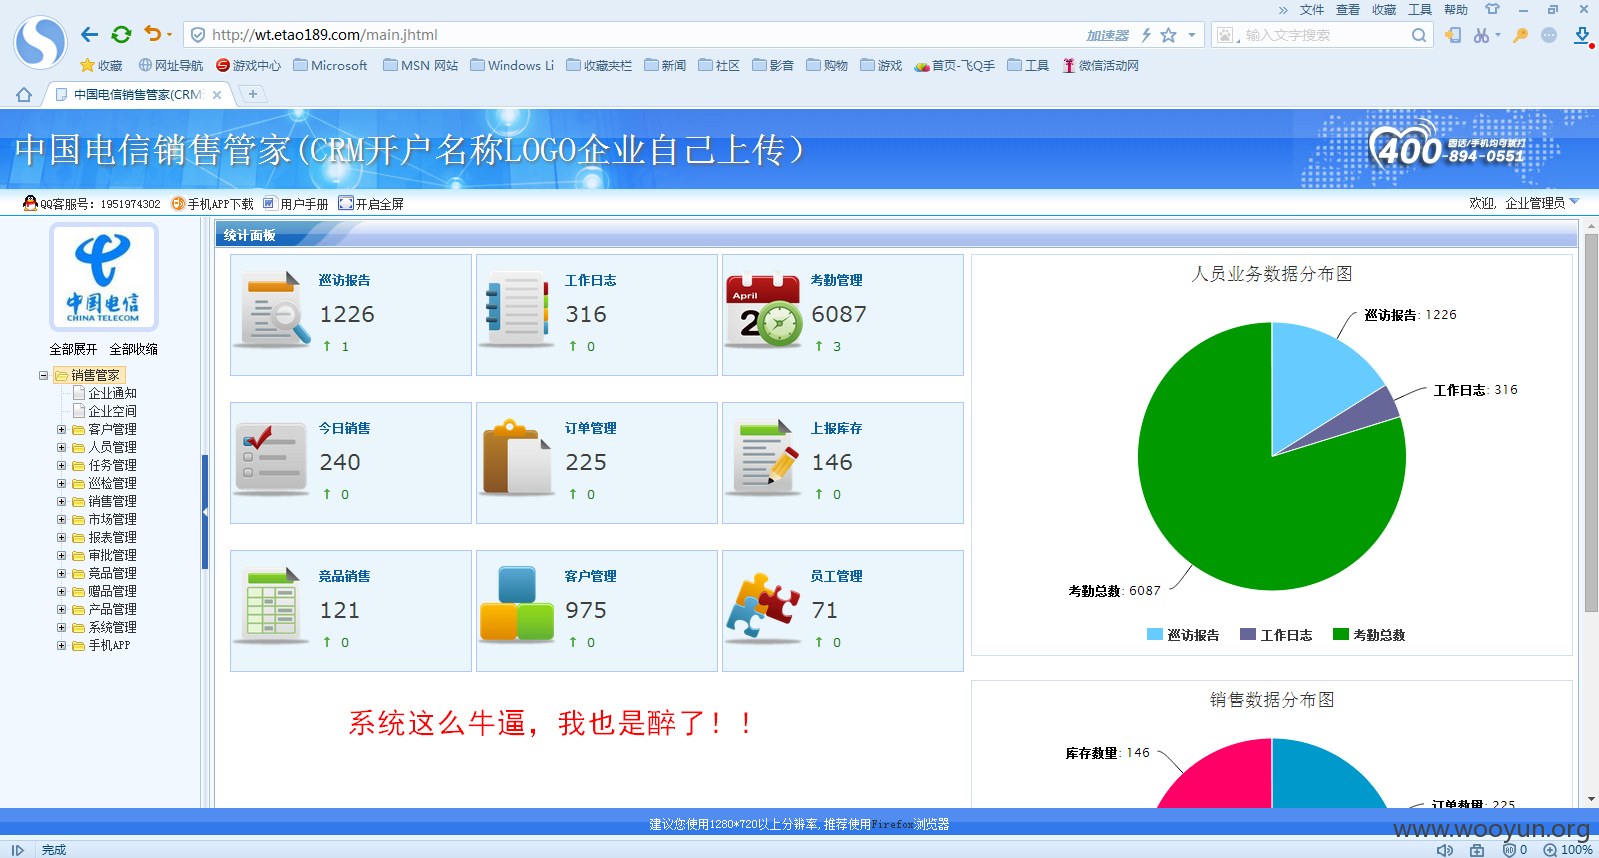 » 文件 查看 收藏 工具 帮助
http://wt.etao189.com/main.jhtml 加速器 输入文字搜索
收藏 网址导航 游戏中心 Microsoft MSN 网站 Windows Li 收藏夹栏 新闻 社区 影音 购物 游戏 首页-飞Q手 工具 微信活动网
中国电信销售管家(CRM
中国电信销售管家(CRM开户名称LOGO企业自己上传)
400 固话/手机均可拨打
-894-0551
QQ客服号: 1951974302 手机APP下载 用户手册 开启全屏 欢迎, 企业管理员
中国电信
CHINA TELECOM
全部展开 全部收缩
销售管家
企业通知
企业空间
客户管理
人员管理
任务管理
巡检管理
销售管理
市场管理
报表管理
审批管理
竞品管理
赠品管理
产品管理
系统管理
手机APP
统计面板
巡访报告
1226
↑ 1
工作日志
316
↑ 0
April
2
考勤管理
6087
↑ 3
今日销售
240
↑ 0
订单管理
225
↑ 0
上报库存
146
↑ 0
竞品销售
121
↑ 0
客户管理
975
↑ 0
员工管理
71
↑ 0
系统这么牛逼，我也是醉了！！
人员业务数据分布图
巡访报告: 1226
工作日志: 316
考勤总数: 6087
巡访报告 工作日志 考勤总数
销售数据分布图
库存数量: 146
订单数量: 225
建议您使用1280*720以上分辨率,推荐使用Firefox浏览器
www.wooyun.org
完成 0 100%